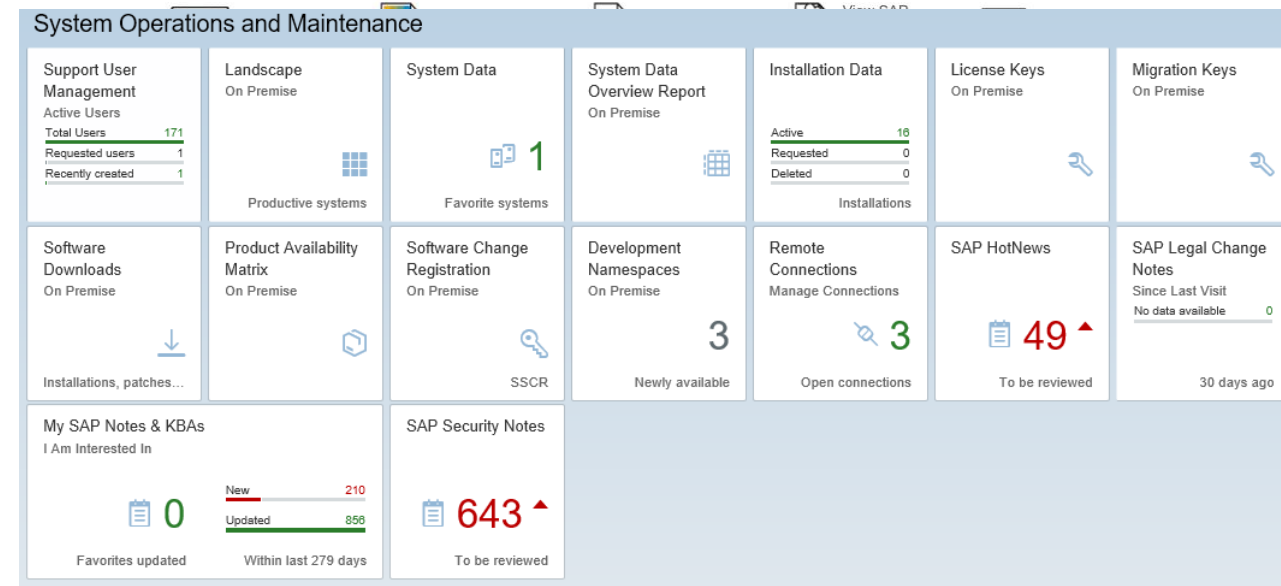 View SAP
System Operations and Maintenance
Support User
Management
Active Users
Total Users 171
Requested users 1
Recently created 1
Landscape
On Premise
Productive systems
System Data
1
Favorite systems
System Data
Overview Report
On Premise
Installation Data
Active 16
Requested 0
Deleted 0
Installations
License Keys
On Premise
Migration Keys
On Premise
Software
Downloads
On Premise
Installations, patches...
Product Availability
Matrix
On Premise
Software Change
Registration
On Premise
SSCR
Development
Namespaces
On Premise
3
Newly available
Remote
Connections
Manage Connections
3
Open connections
SAP HotNews
49
To be reviewed
SAP Legal Change
Notes
Since Last Visit
No data available 0
30 days ago
My SAP Notes & KBAs
I Am Interested In
0
Favorites updated
New 210
Updated 856
Within last 279 days
SAP Security Notes
643
To be reviewed